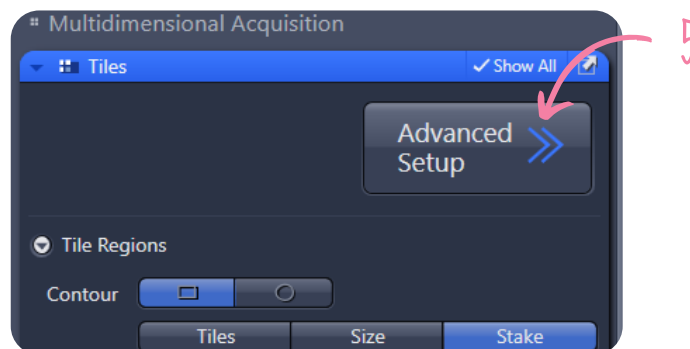 Multidimensional Acquisition
Tiles
Show All
Advanced
Setup
Tile Regions
Contour
Tiles Size Stake